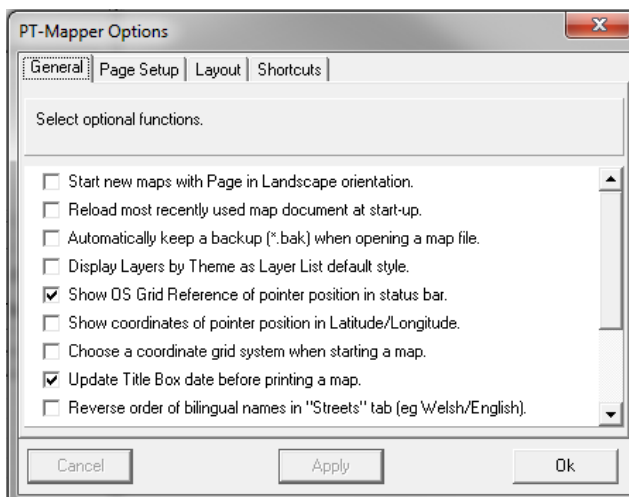 PT-Mapper Options
General Page Setup Layout Shortcuts
Select optional functions.
Start new maps with Page in Landscape orientation.
Reload most recently used map document at start-up.
Automatically keep a backup (*.bak) when opening a map file.
Display Layers by Theme as Layer List default style.
Show OS Grid Reference of pointer position in status bar.
Show coordinates of pointer position in Latitude/Longitude.
Choose a coordinate grid system when starting a map.
Update Title Box date before printing a map.
Reverse order of bilingual names in "Streets" tab (eg Welsh/English).
Cancel Apply Ok